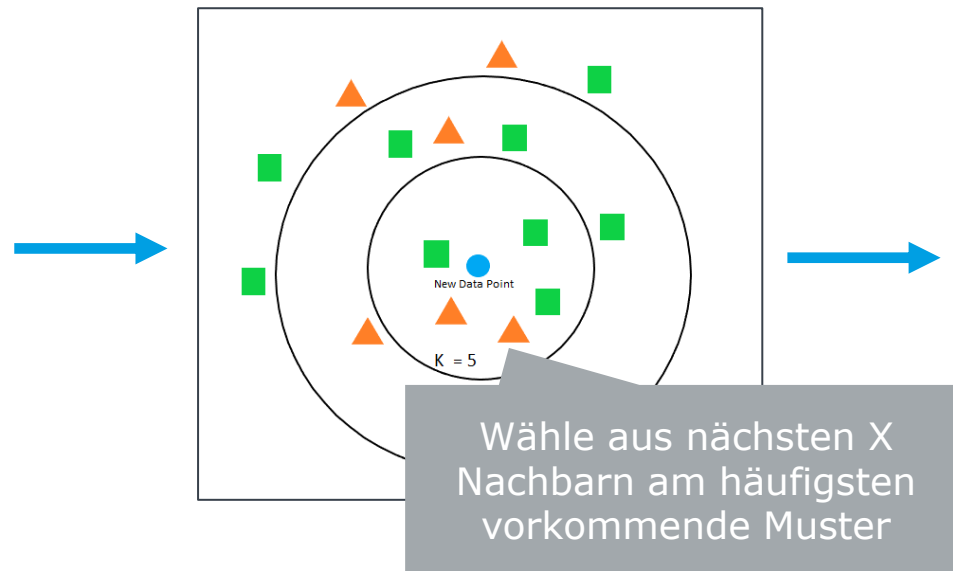 New Data Point
K = 5
Wähle aus nächsten X
Nachbarn am häufigsten
vorkommende Muster